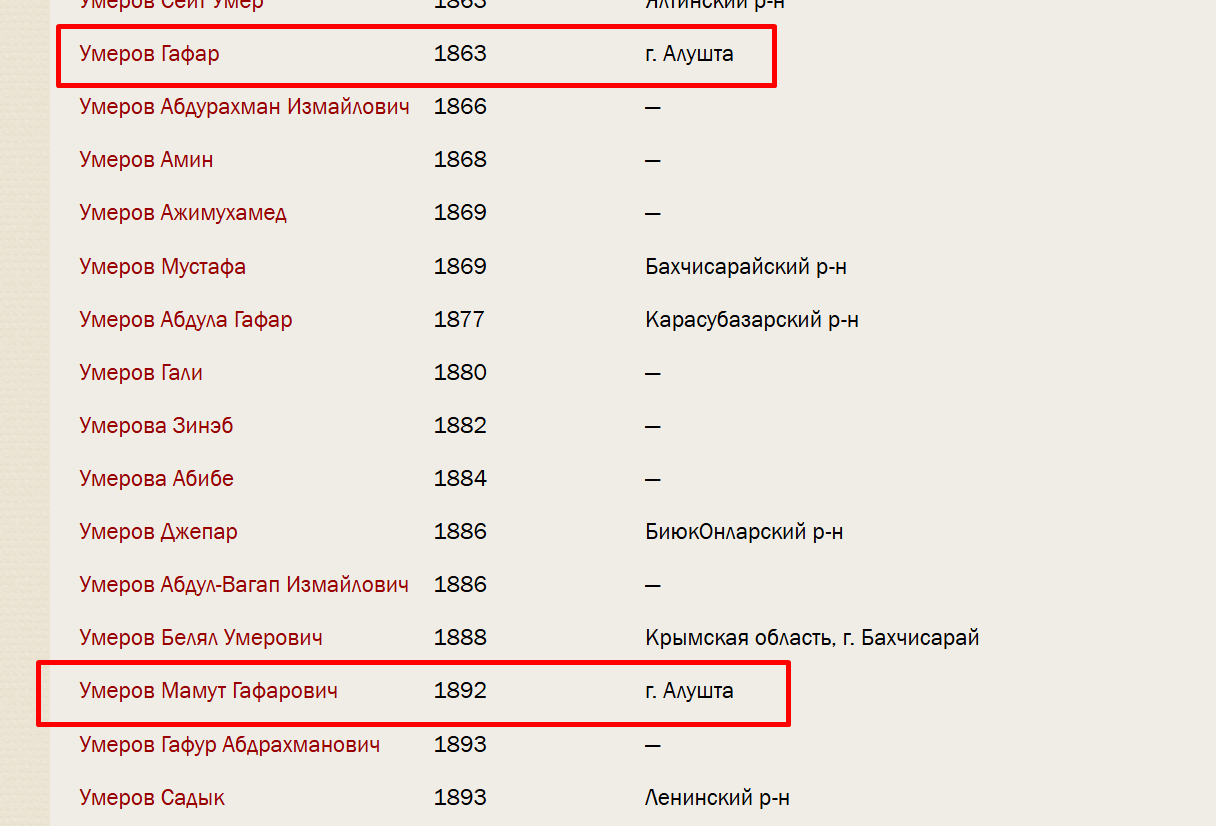 Умеров Сеит Умер 1863 Ялтинский р-н
Умеров Гафар 1863 г. Алушта
Умеров Абдурахман Измайлович 1866 —
Умеров Амин 1868 —
Умеров Ажимухамед 1869 —
Умеров Мустафа 1869 Бахчисарайский р-н
Умеров Абдула Гафар 1877 Карасубазарский р-н
Умеров Гали 1880 —
Умерова Зинэб 1882 —
Умерова Абибе 1884 —
Умеров Джепар 1886 БиюкОнларский р-н
Умеров Абдул-Вагап Измайлович 1886 —
Умеров Белял Умерович 1888 Крымская область, г. Бахчисарай
Умеров Мамут Гафарович 1892 г. Алушта
Умеров Гафур Абдрахманович 1893 —
Умеров Садык 1893 Ленинский р-н